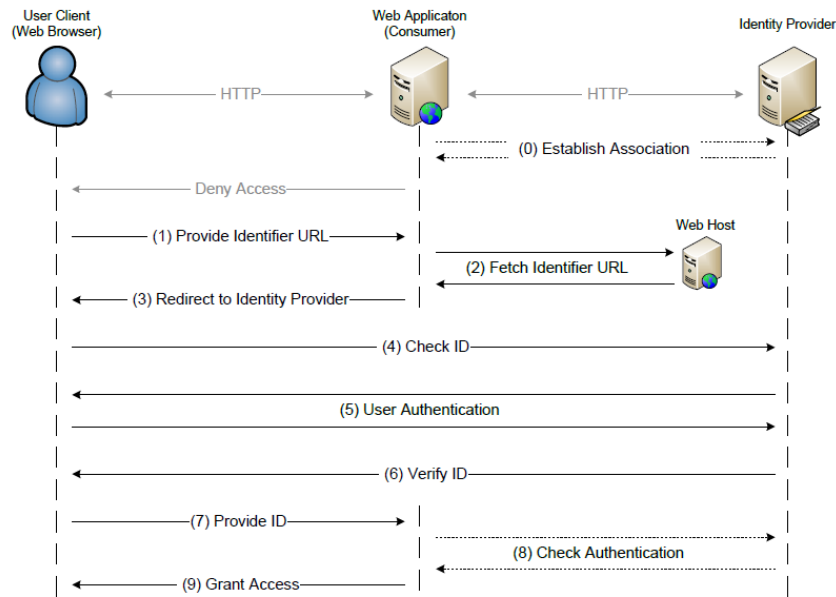 User Client
(Web Browser)
Web Applicaton
(Consumer)
Identity Provider
HTTP
HTTP
(0) Establish Association
Deny Access
(1) Provide Identifier URL
Web Host
(2) Fetch Identifier URL
(3) Redirect to Identity Provider
(4) Check ID
(5) User Authentication
(6) Verify ID
(7) Provide ID
(8) Check Authentication
(9) Grant Access